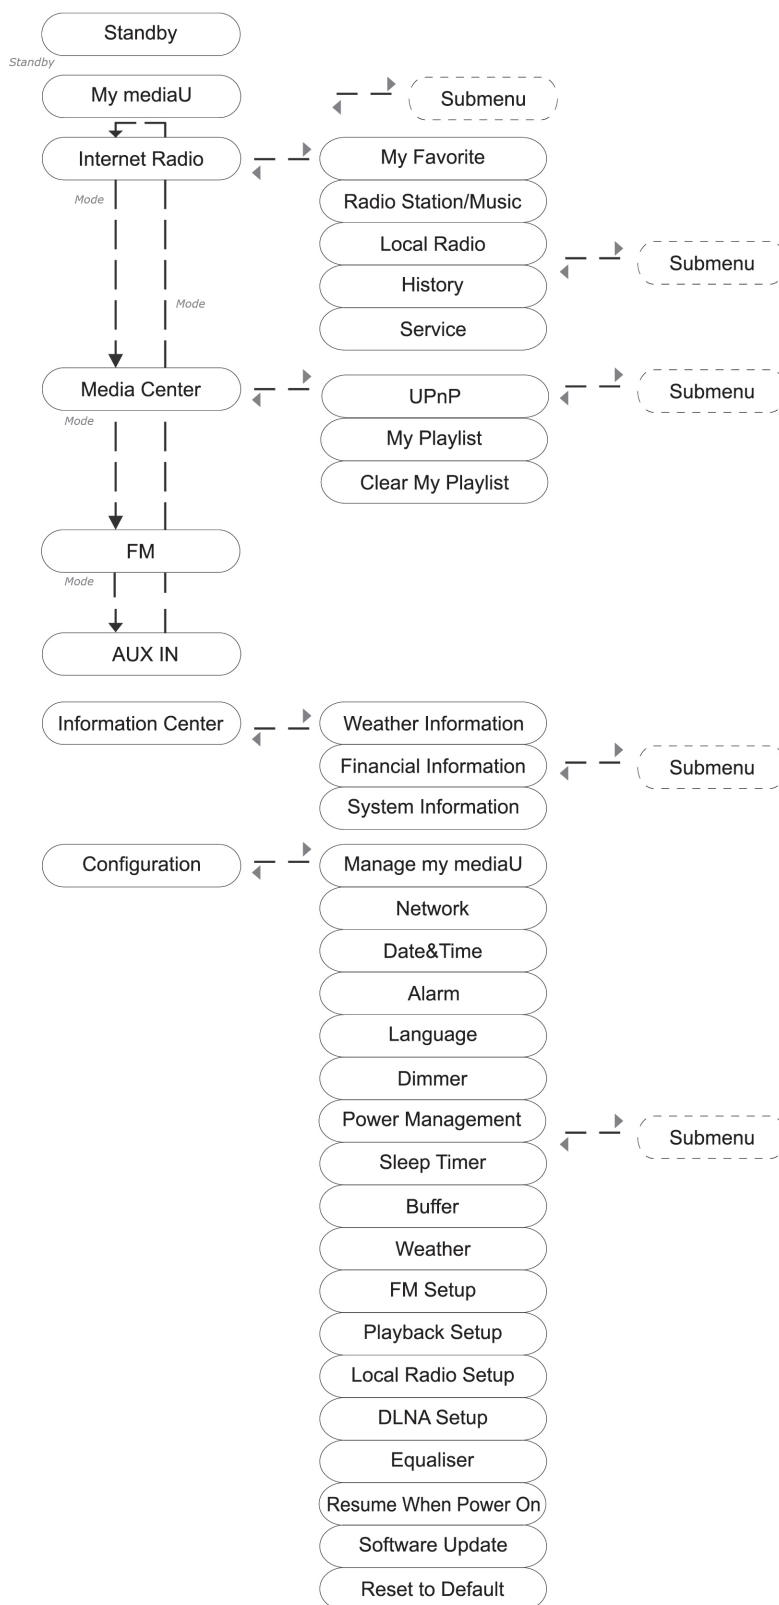 Standby
Standby
My mediaU
Submenu
Internet Radio
My Favorite
Mode
Radio Station/Music
Local Radio
Submenu
History
Mode
Service
Media Center
UPnP
Submenu
Mode
My Playlist
Clear My Playlist
FM
Mode
AUX IN
Information Center
Weather Information
Financial Information
Submenu
System Information
Configuration
Manage my mediaU
Network
Date&Time
Alarm
Language
Dimmer
Power Management
Submenu
Sleep Timer
Buffer
Weather
FM Setup
Playback Setup
Local Radio Setup
DLNA Setup
Equaliser
Resume When Power On
Software Update
Reset to Default